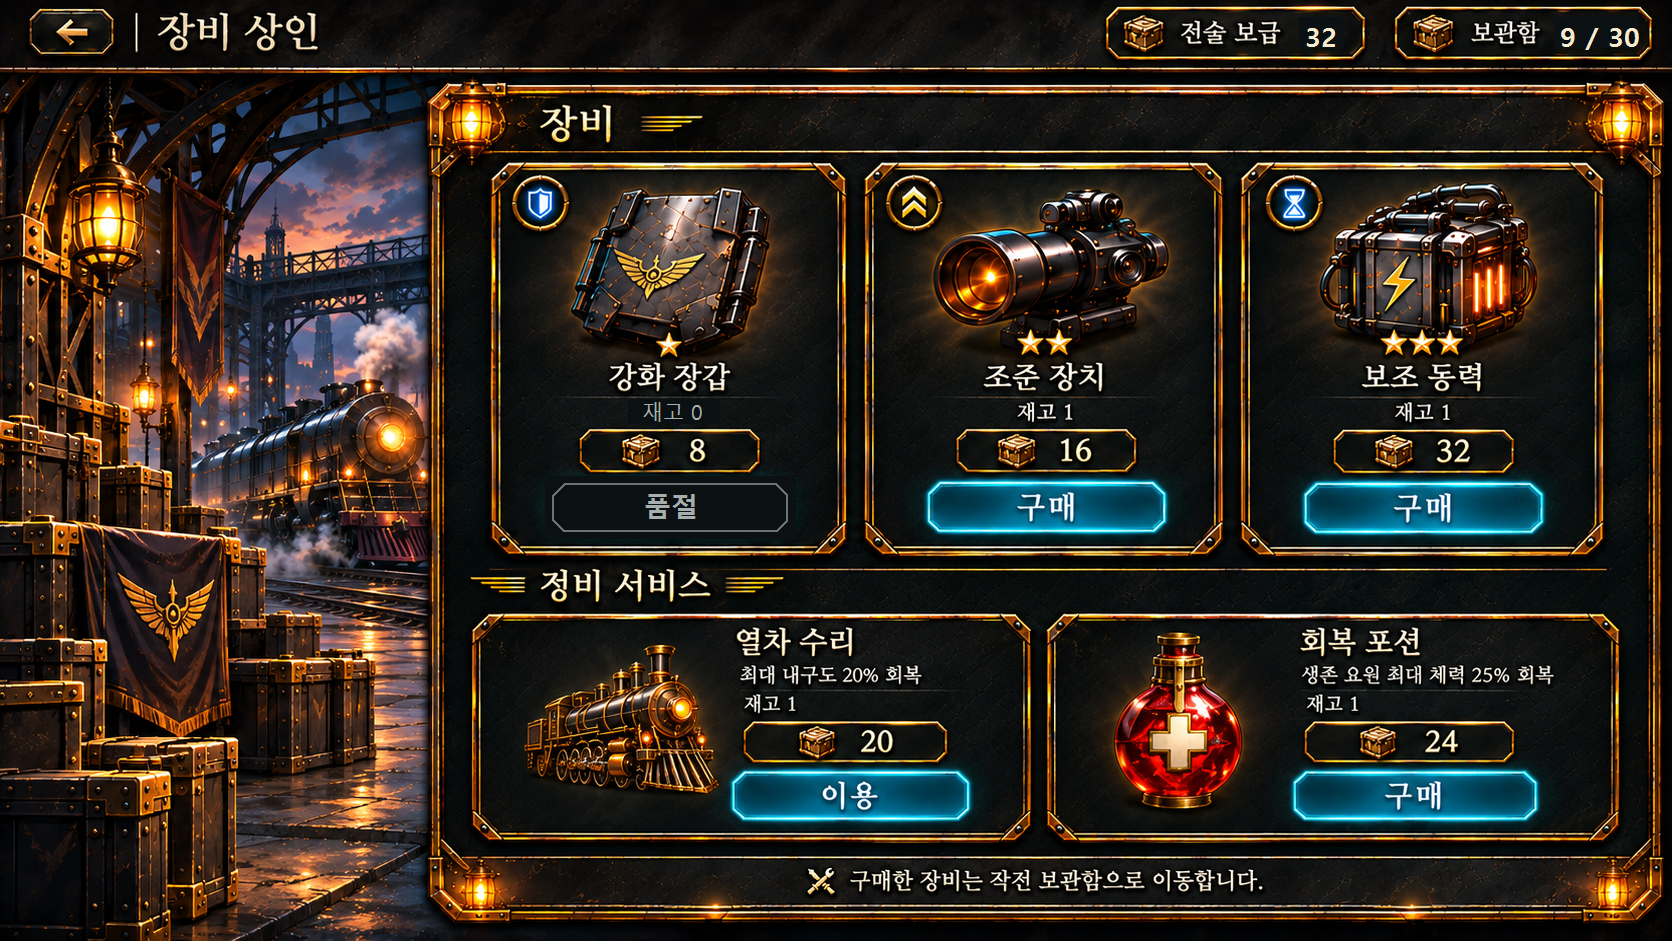 장비 상인
전술 보급 32
보관함 9 / 30
장비
강화 장갑
재고 0
8
품절
조준 장치
재고 1
16
구매
보조 동력
재고 1
32
구매
정비 서비스
열차 수리
최대 내구도 20% 회복
재고 1
20
이용
회복 포션
생존 요원 최대 체력 25% 회복
재고 1
24
구매
구매한 장비는 작전 보관함으로 이동합니다.